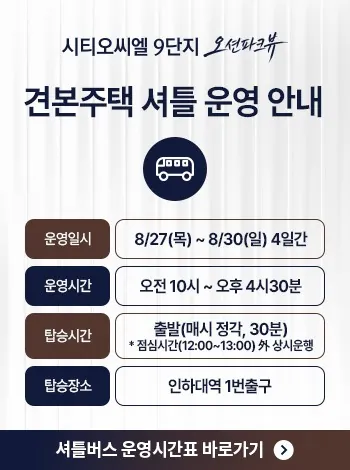 시티오씨엘 9단지 오션파크뷰
견본주택 셔틀 운영 안내
운영일시 8/27(목) ~ 8/30(일) 4일간
운영시간 오전 10시 ~ 오후 4시30분
탑승시간 출발(매시 정각, 30분)
* 점심시간(12:00~13:00) 外 상시운행
탑승장소 인하대역 1번출구
셔틀버스 운영시간표 바로가기